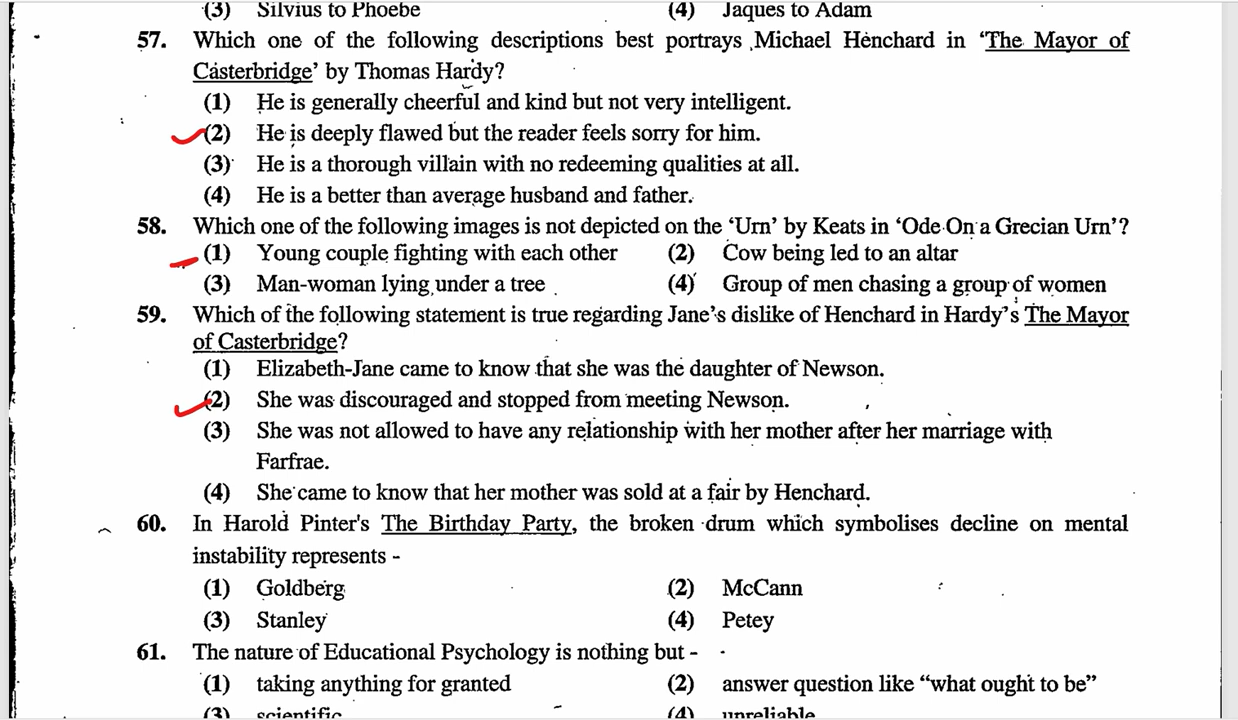 (3) Silvius to Phoebe (4) Jaques to Adam
57. Which one of the following descriptions best portrays Michael Henchard in ‘The Mayor of
Casterbridge’ by Thomas Hardy?
(1) He is generally cheerful and kind but not very intelligent.
(2) He is deeply flawed but the reader feels sorry for him.
(3) He is a thorough villain with no redeeming qualities at all.
(4) He is a better than average husband and father.
58. Which one of the following images is not depicted on the ‘Urn’ by Keats in ‘Ode On a Grecian Urn’?
(1) Young couple fighting with each other (2) Cow being led to an altar
(3) Man-woman lying under a tree (4) Group of men chasing a group of women
59. Which of the following statement is true regarding Jane’s dislike of Henchard in Hardy’s The Mayor
of Casterbridge?
(1) Elizabeth-Jane came to know that she was the daughter of Newson.
(2) She was discouraged and stopped from meeting Newson.
(3) She was not allowed to have any relationship with her mother after her marriage with
Farfrae.
(4) She came to know that her mother was sold at a fair by Henchard.
60. In Harold Pinter's The Birthday Party, the broken drum which symbolises decline on mental
instability represents -
(1) Goldberg (2) McCann
(3) Stanley (4) Petey
61. The nature of Educational Psychology is nothing but -
(1) taking anything for granted (2) answer question like “what ought to be”
(3) scientific (4) unreliable